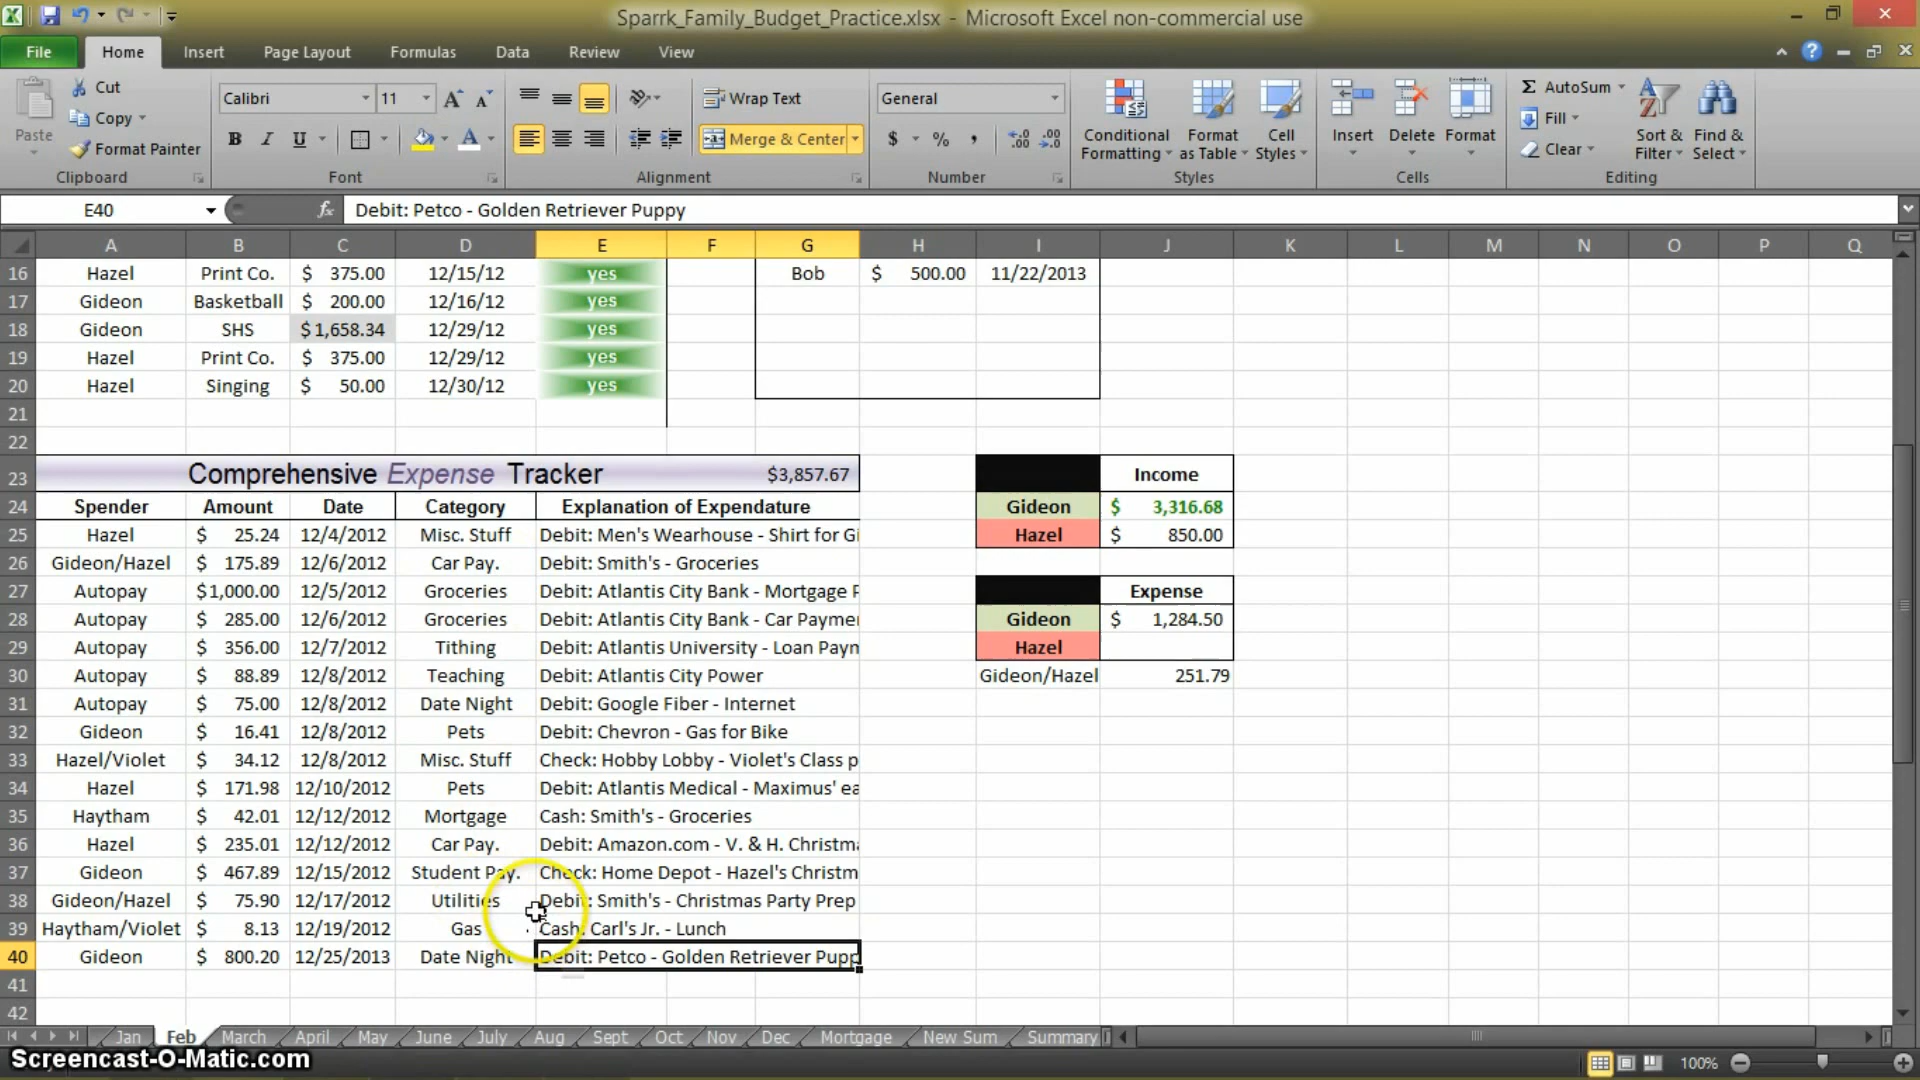 Sparrk_Family_Budget_Practice.xlsx - Microsoft Excel non-commercial use
File Home Insert Page Layout Formulas Data Review View
Paste
Cut
Copy
Format Painter
Clipboard
Calibri 11
B I U
Font
Wrap Text
Merge & Center
Alignment
General
$ % ,
Number
Conditional Formatting
Format as Table
Cell Styles
Styles
Insert Delete Format
Cells
Σ AutoSum
Fill
Clear
Sort & Filter
Find & Select
Editing
E40 fx Debit: Petco - Golden Retriever Puppy
A B C D E F G H I J K L M N O P Q
16 Hazel Print Co. $ 375.00 12/15/12 yes Bob $ 500.00 11/22/2013
17 Gideon Basketball $ 200.00 12/16/12 yes
18 Gideon SHS $1,658.34 12/29/12 yes
19 Hazel Print Co. $ 375.00 12/29/12 yes
20 Hazel Singing $ 50.00 12/30/12 yes
21
22
23 Comprehensive Expense Tracker $3,857.67 Income
24 Spender Amount Date Category Explanation of Expenditure Gideon $ 3,316.68
25 Hazel $ 25.24 12/4/2012 Misc. Stuff Debit: Men's Wearhouse - Shirt for Gi Hazel $ 850.00
26 Gideon/Hazel $ 175.89 12/6/2012 Car Pay. Debit: Smith's - Groceries
27 Autopay $1,000.00 12/5/2012 Groceries Debit: Atlantis City Bank - Mortgage P Expense
28 Autopay $ 285.00 12/6/2012 Groceries Debit: Atlantis City Bank - Car Paymen Gideon $ 1,284.50
29 Autopay $ 356.00 12/7/2012 Tithing Debit: Atlantis University - Loan Paym Hazel
30 Autopay $ 88.89 12/8/2012 Teaching Debit: Atlantis City Power Gideon/Hazel 251.79
31 Autopay $ 75.00 12/8/2012 Date Night Debit: Google Fiber - Internet
32 Gideon $ 16.41 12/8/2012 Pets Debit: Chevron - Gas for Bike
33 Hazel/Violet $ 34.12 12/8/2012 Misc. Stuff Check: Hobby Lobby - Violet's Class p
34 Hazel $ 171.98 12/10/2012 Pets Debit: Atlantis Medical - Maximus' ea
35 Haytham $ 42.01 12/12/2012 Mortgage Cash: Smith's - Groceries
36 Hazel $ 235.01 12/12/2012 Car Pay. Debit: Amazon.com - V. & H. Christma
37 Gideon $ 467.89 12/15/2012 Student Pay. Check: Home Depot - Hazel's Christm
38 Gideon/Hazel $ 75.90 12/17/2012 Utilities Debit: Smith's - Christmas Party Prep
39 Haytham/Violet $ 8.13 12/19/2012 Gas Cash: Carl's Jr. - Lunch
40 Gideon $ 800.20 12/25/2013 Date Night Debit: Petco - Golden Retriever Pupp
41
42
Jan Feb March April May June July Aug Sept Oct Nov Dec Mortgage New Sum Summary
Screencast-O-Matic.com
100%